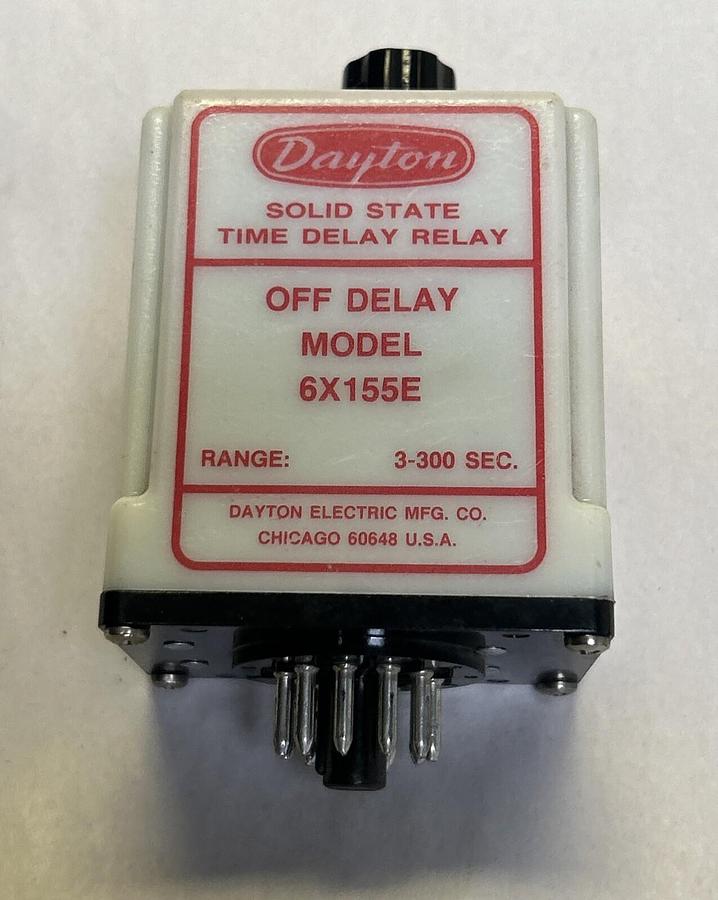 Dayton
SOLID STATE
TIME DELAY RELAY
OFF DELAY
MODEL
6X155E
RANGE: 3-300 SEC.
DAYTON ELECTRIC MFG. CO.
CHICAGO 60648 U.S.A.